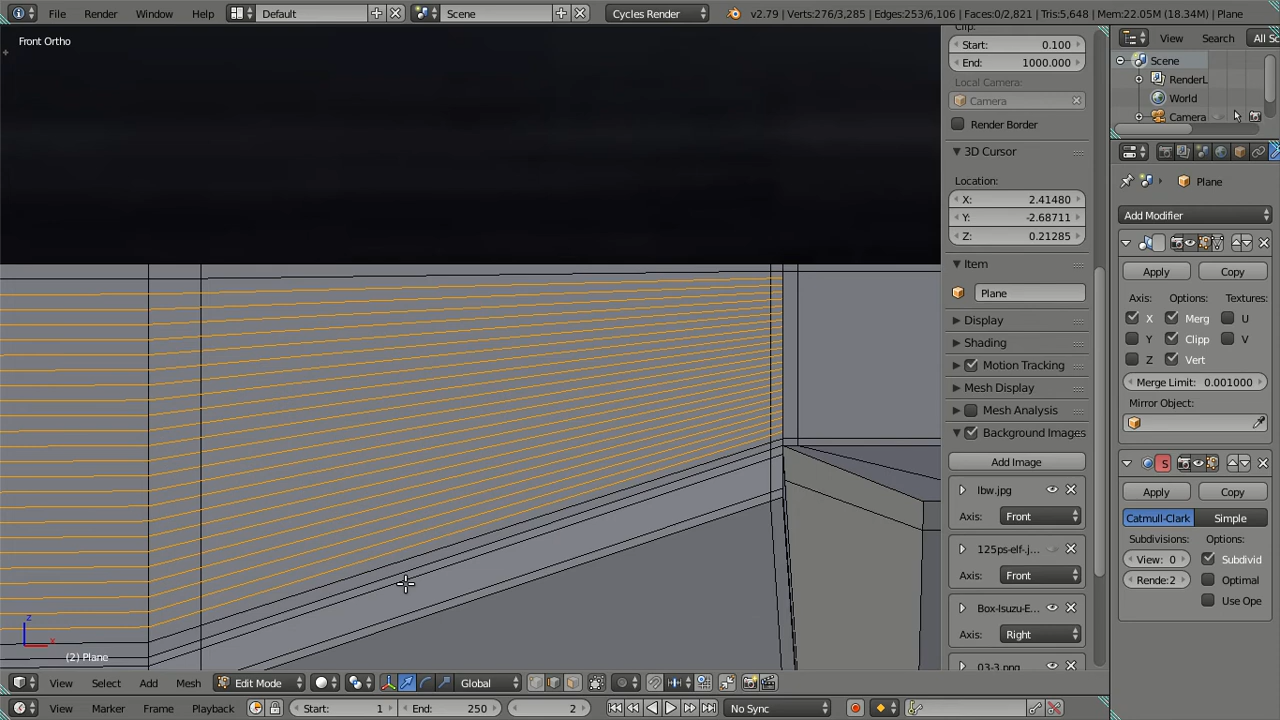 File Render Window Help Default Scene Cycles Render v2.79 | Verts:276/3,285 | Edges:253/6,106 | Faces:0/2,821 | Tris:5,648 | Mem:22.05M (18.34M) | Plane
Front Ortho
Clip:
Start: 0.100
End: 1000.000
Local Camera:
Camera
Render Border
3D Cursor
Location:
X: 2.41480
Y: -2.68711
Z: 0.21285
Item
Plane
Display
Shading
Motion Tracking
Mesh Display
Mesh Analysis
Background Images
Add Image
lbw.jpg
Axis: Front
125ps-elf-.j...
Axis: Front
Box-Isuzu-E...
Axis: Right
03-3.png
View Search All Sc
Scene
RenderL
World
Camera
Plane
Add Modifier
Apply Copy
Axis: Options: Textures:
X Merg U
Y Clipp V
Z Vert
Merge Limit: 0.001000
Mirror Object:
S
Apply Copy
Catmull-Clark Simple
Subdivisions: Options:
View: 0 Subdivid
Rende:2 Optimal
Use Ope
z
x
(2) Plane
View Select Add Mesh Edit Mode Global
View Marker Frame Playback Start: 1 End: 250 2 No Sync